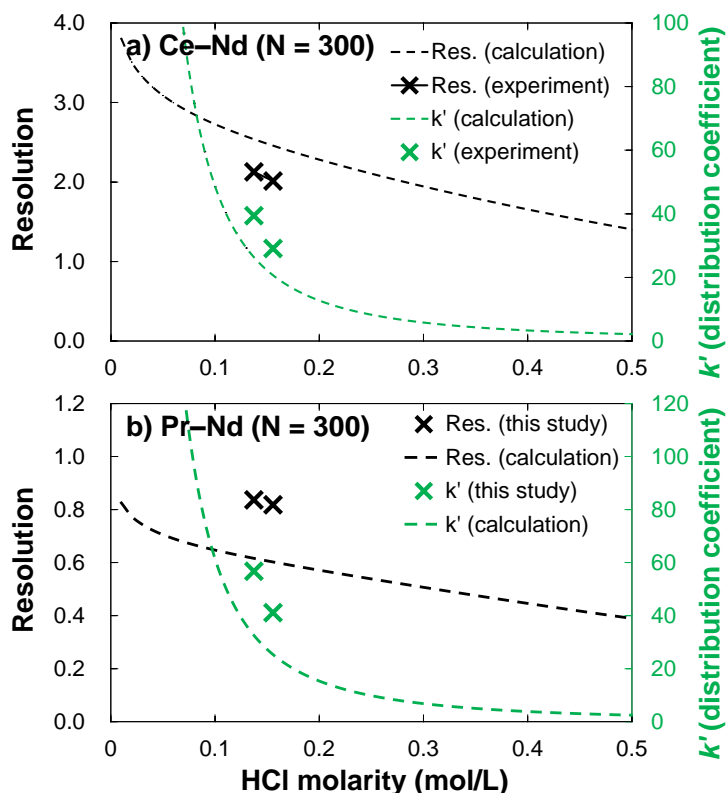 a) Ce–Nd (N = 300)
Res. (calculation)
Res. (experiment)
k' (calculation)
k' (experiment)
Resolution
4.0
3.0
2.0
1.0
0.0
100
80
60
40
20
0
k' (distribution coefficient)
0 0.1 0.2 0.3 0.4 0.5
b) Pr–Nd (N = 300)
Res. (this study)
Res. (calculation)
k' (this study)
k' (calculation)
Resolution
1.2
1.0
0.8
0.6
0.4
0.2
0.0
120
100
80
60
40
20
0
k' (distribution coefficient)
0 0.1 0.2 0.3 0.4 0.5
HCl molarity (mol/L)